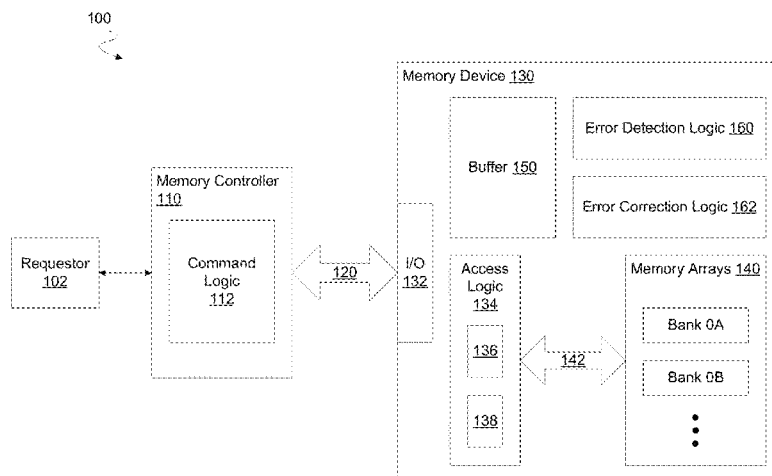 100
Memory Device 130
Buffer 150
Error Detection Logic 160
Error Correction Logic 162
Memory Controller
110
Command
Logic
112
Requestor
102
120
I/O
132
Access
Logic
134
136
138
142
Memory Arrays 140
Bank 0A
Bank 0B